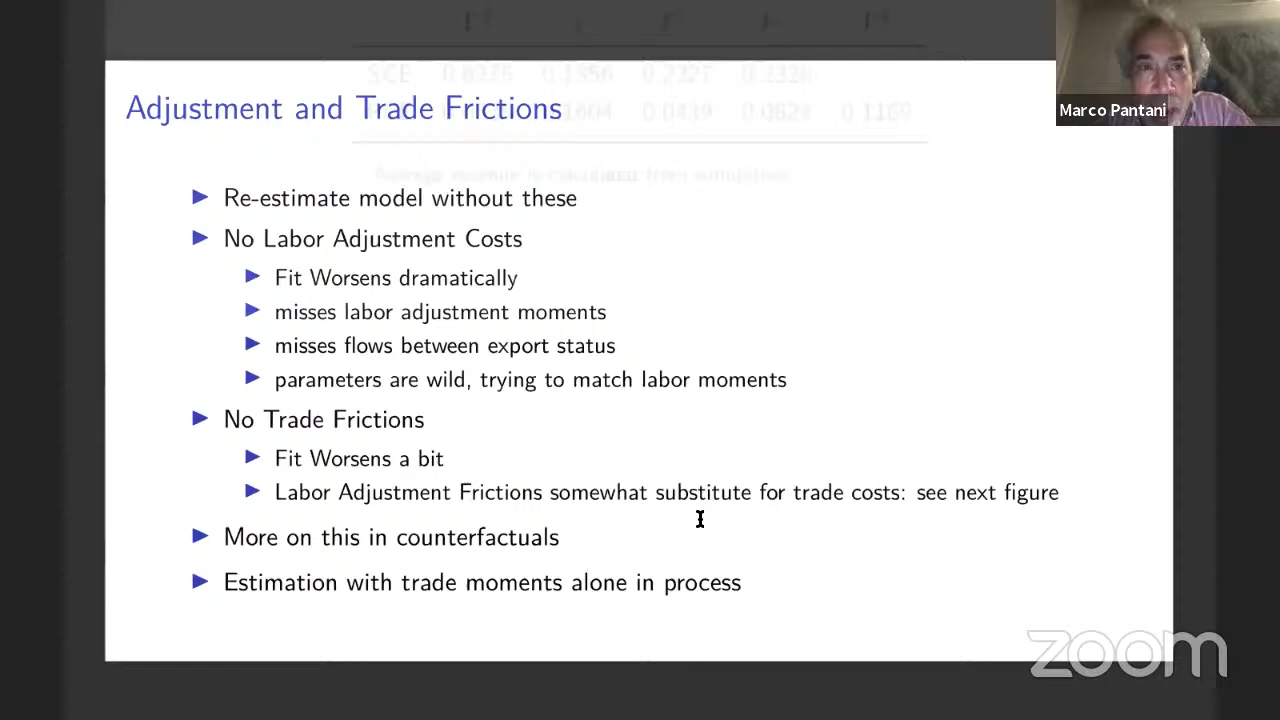 SCE
Adjustment and Trade Frictions
Marco Pantani
Re-estimate model without these
No Labor Adjustment Costs
Fit Worsens dramatically
misses labor adjustment moments
misses flows between export status
parameters are wild, trying to match labor moments
No Trade Frictions
Fit Worsens a bit
Labor Adjustment Frictions somewhat substitute for trade costs: see next figure
More on this in counterfactuals
Estimation with trade moments alone in process
zoom